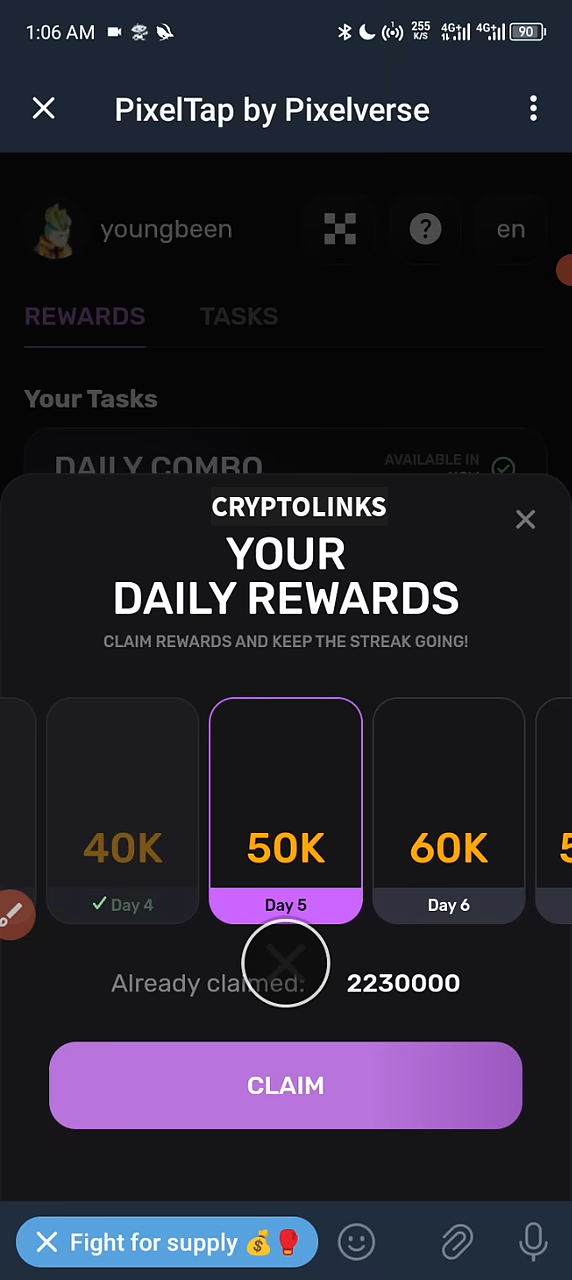 1:06 AM
255
K/S
4G+
4G+
90
PixelTap by Pixelverse
youngbeen
?
en
REWARDS
TASKS
Your Tasks
DAILY COMBO
AVAILABLE IN
CRYPTOLINKS
YOUR
DAILY REWARDS
CLAIM REWARDS AND KEEP THE STREAK GOING!
40K
50K
60K
5
Day 4
Day 5
Day 6
Already claimed: 2230000
CLAIM
Fight for supply 💰🥊